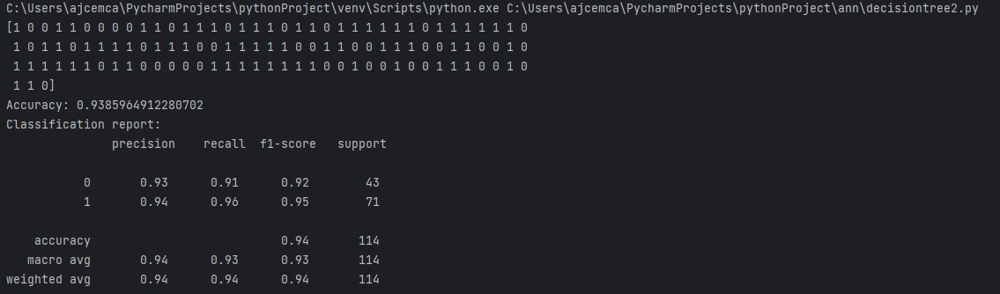 C:\Users\ajcemca\PycharmProjects\pythonProject\venv\Scripts\python.exe C:\Users\ajcemca\PycharmProjects\pythonProject\ann\decisiontree2.py
[1 0 0 1 1 0 0 0 0 1 1 0 1 1 1 0 1 1 1 0 1 1 0 1 1 1 1 1 1 0 1 1 1 1 1 1 0
 1 0 1 1 0 1 1 1 1 0 1 1 1 0 0 1 1 1 1 1 0 0 1 1 0 0 1 1 1 0 0 1 1 0 0 1 0
 1 1 1 1 1 1 0 1 1 0 0 0 0 0 1 1 1 1 1 1 1 1 0 0 1 0 0 1 0 0 1 1 1 0 0 1 0
 1 1 0]
Accuracy: 0.9385964912280702
Classification report:
precision recall f1-score support
0 0.93 0.91 0.92 43
1 0.94 0.96 0.95 71
accuracy 0.94 114
macro avg 0.94 0.93 0.93 114
weighted avg 0.94 0.94 0.94 114